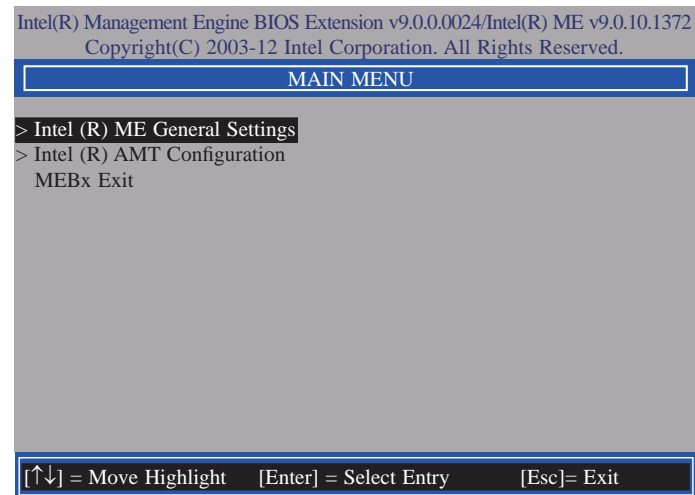 Intel(R) Management Engine BIOS Extension v9.0.0.0024/Intel(R) ME v9.0.10.1372
Copyright(C) 2003-12 Intel Corporation. All Rights Reserved.
MAIN MENU
> Intel (R) ME General Settings
> Intel (R) AMT Configuration
MEBx Exit
[↑↓] = Move Highlight [Enter] = Select Entry [Esc]= Exit